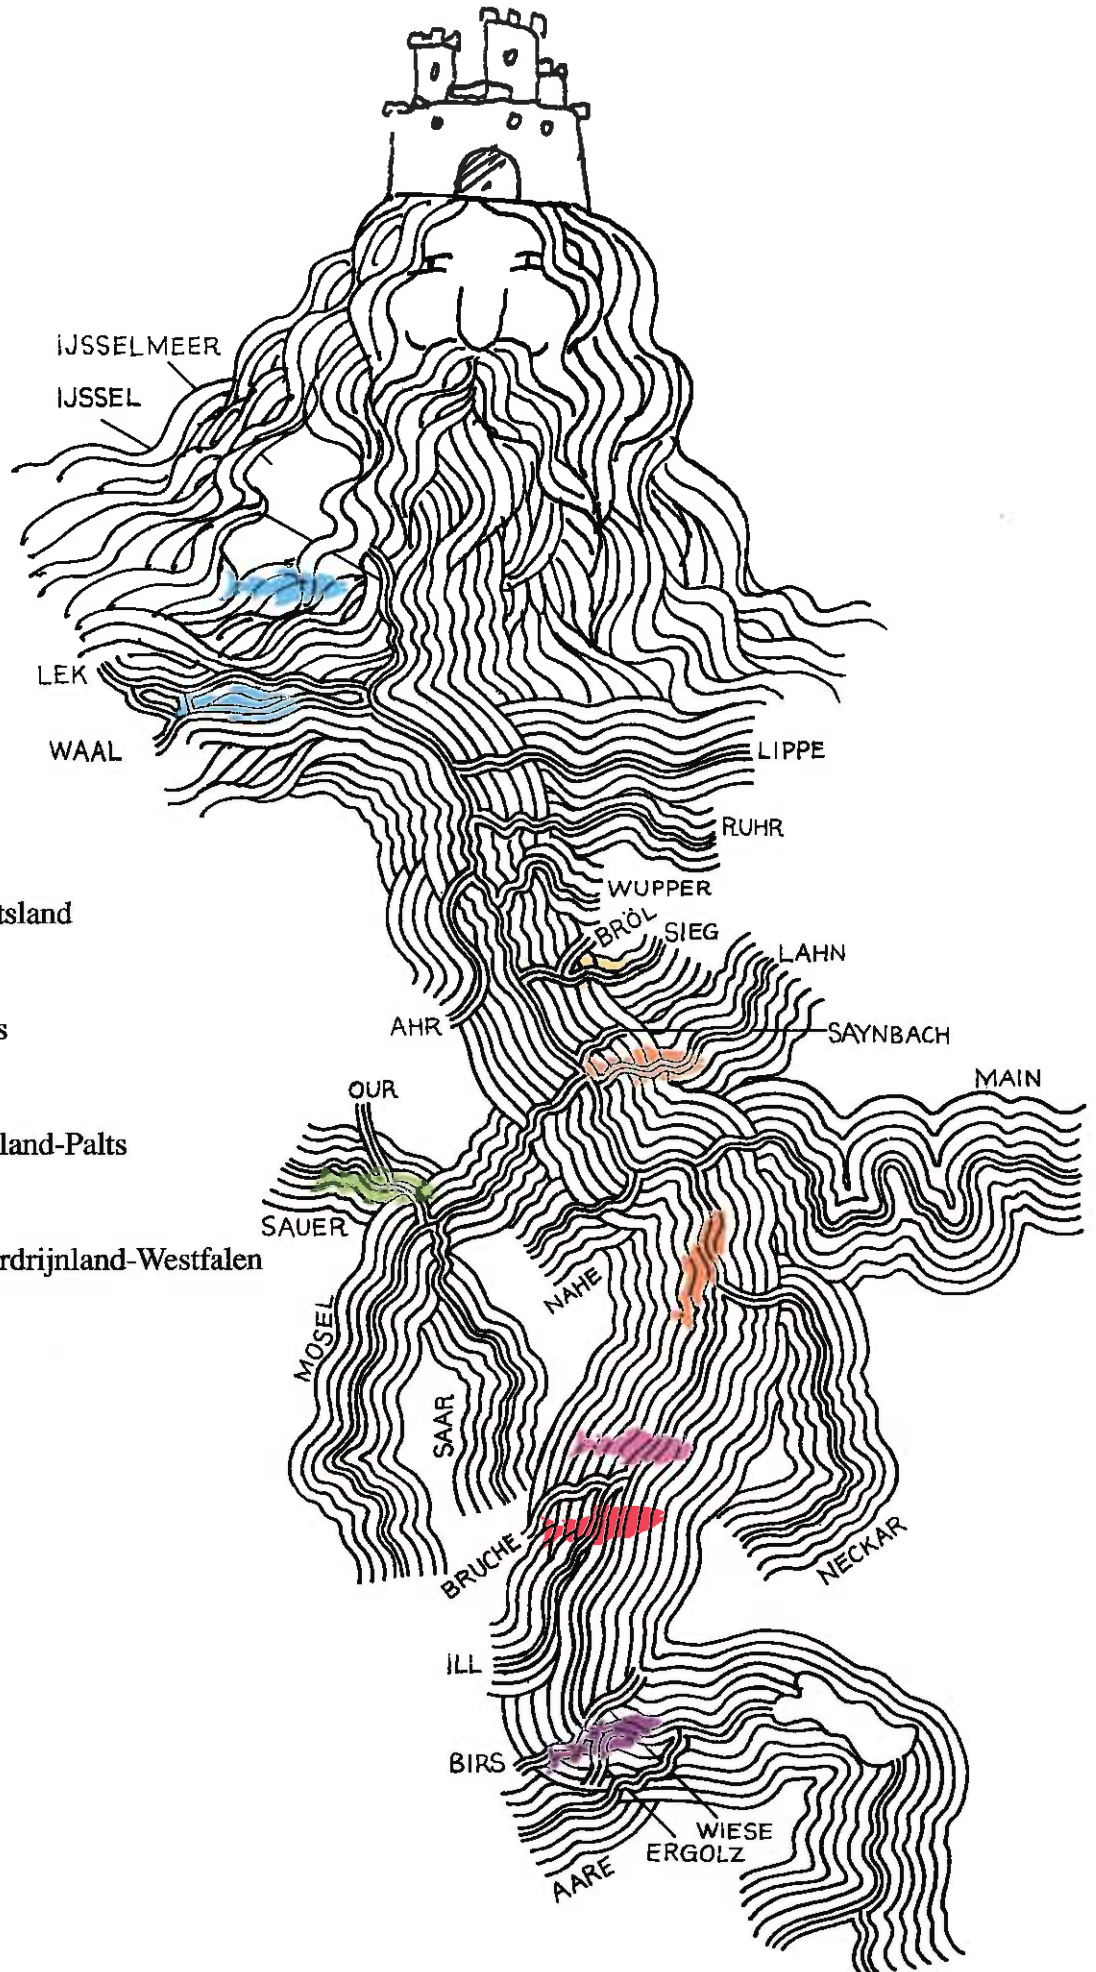 IJSSELMEER
IJSSEL
LEK
WAAL
LIPPE
RUHR
WUPPER
BRÖL
SIEG
LAHN
tsland
AHR
SAYNBACH
s
MAIN
OUR
land-Palts
SAUER
rdrijnland-Westfalen
NAHE
MOSEL
SAAR
BRUCHE
NECKAR
ILL
BIRS
WIESE
ERGOLZ
AARE